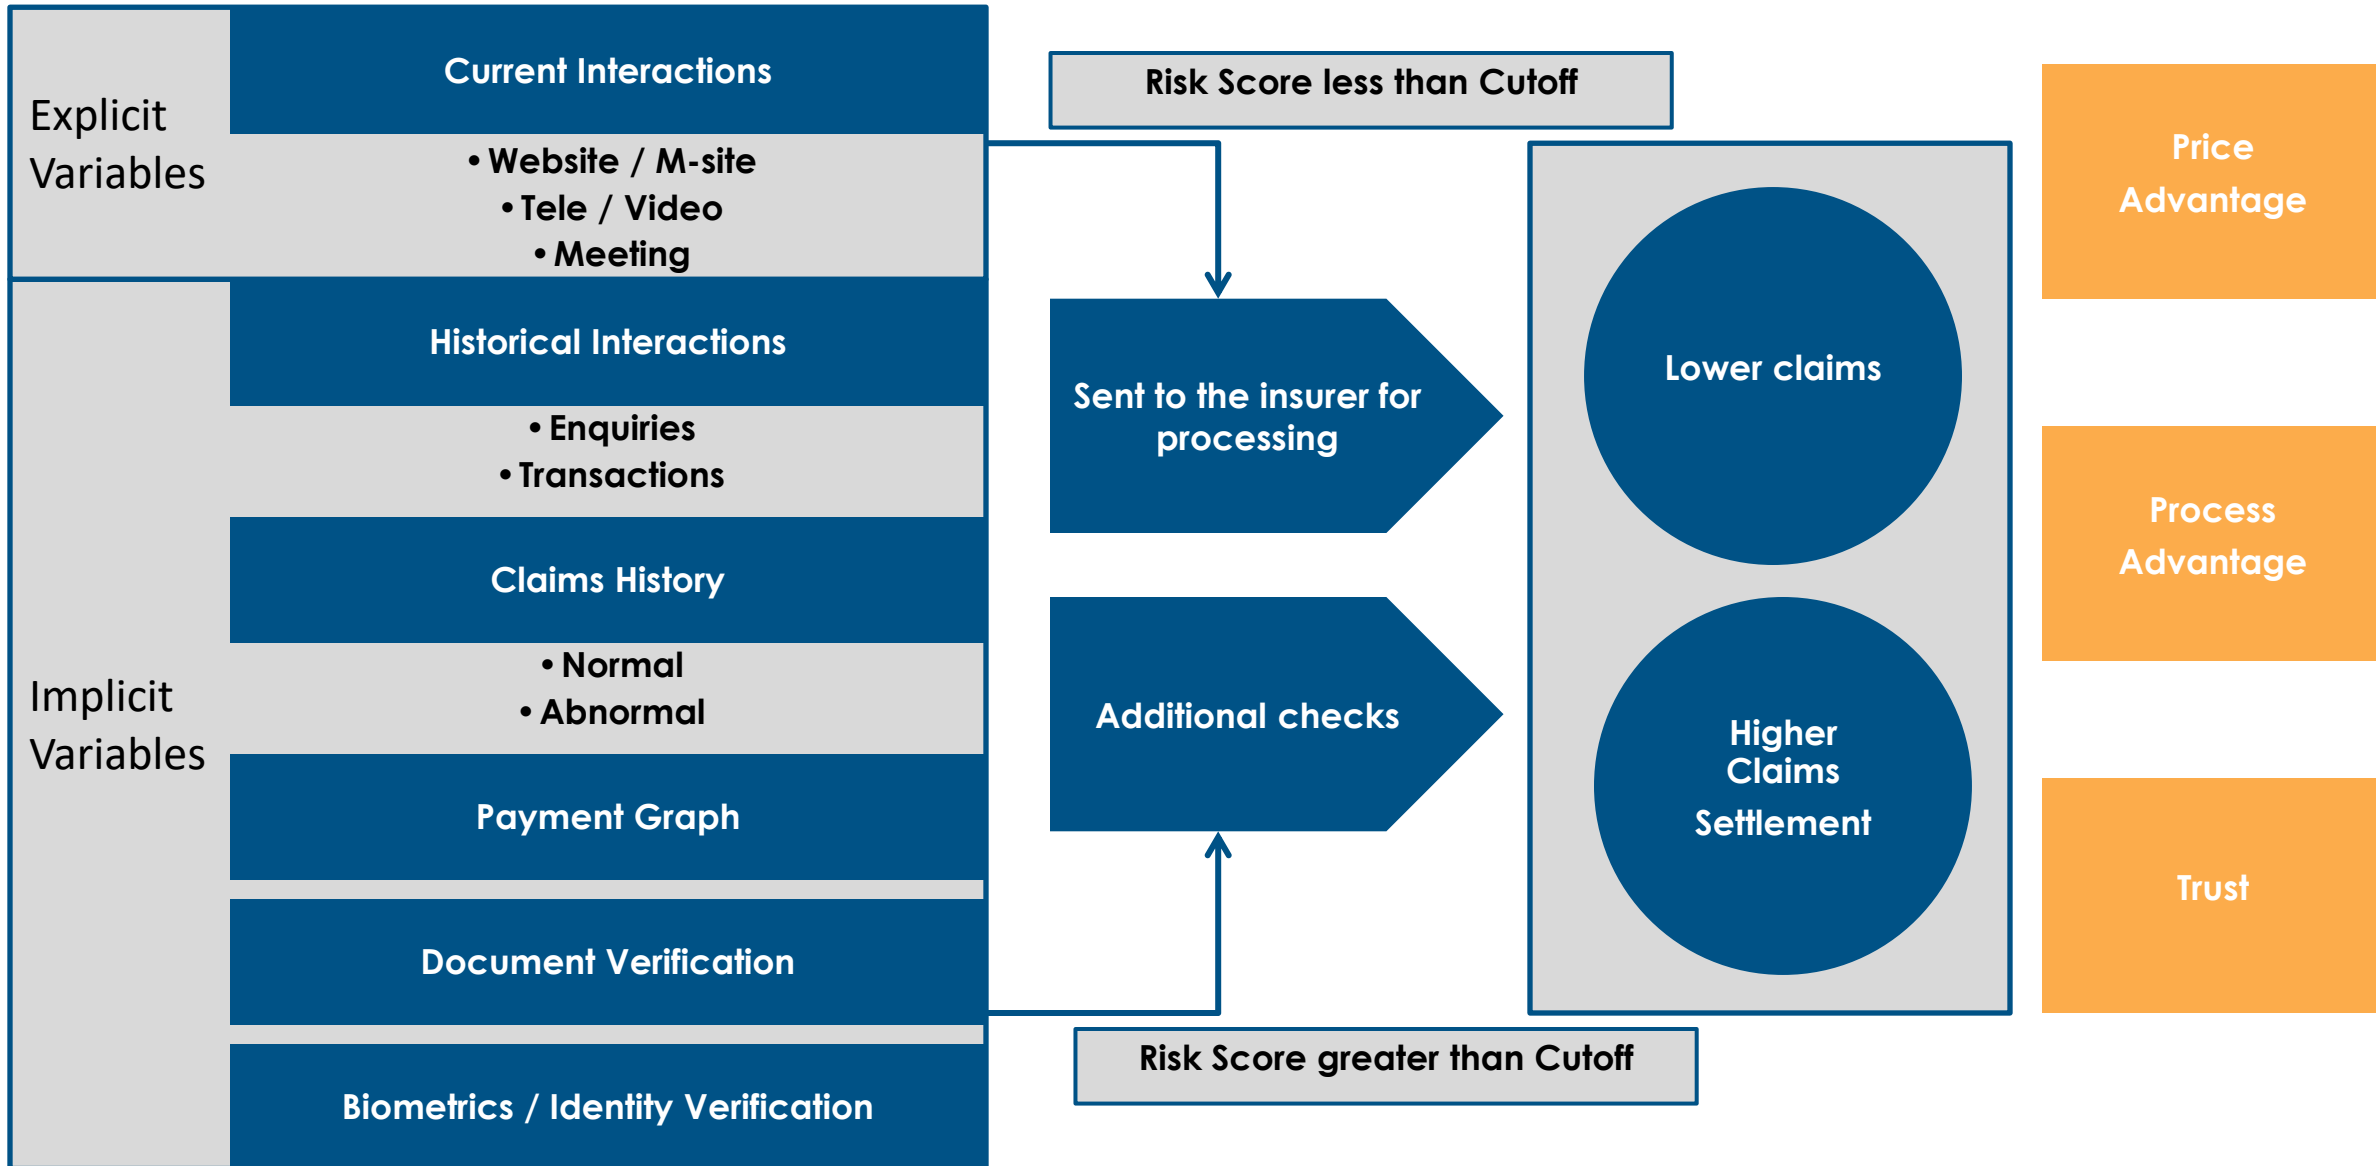 Explicit
Variables
Current Interactions
• Website / M-site
• Tele / Video
• Meeting
Implicit
Variables
Historical Interactions
• Enquiries
• Transactions
Claims History
• Normal
• Abnormal
Payment Graph
Document Verification
Biometrics / Identity Verification
Risk Score less than Cutoff
Sent to the insurer for
processing
Additional checks
Risk Score greater than Cutoff
Lower claims
Higher
Claims
Settlement
Price
Advantage
Process
Advantage
Trust